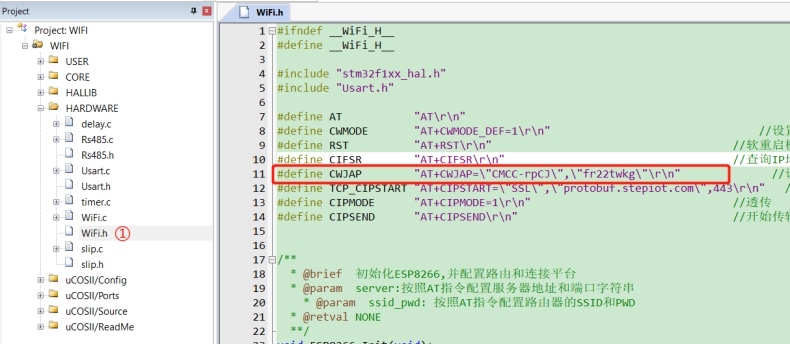 Project
Project: WIFI
WIFI
USER
CORE
HALLIB
HARDWARE
delay.c
Rs485.c
Rs485.h
Usart.c
Usart.h
timer.c
WiFi.c
WiFi.h ①
slip.c
slip.h
uCOSII/Config
uCOSII/Ports
uCOSII/Source
uCOSII/ReadMe
WiFi.h
1 #ifndef __WiFi_H__
2 #define __WiFi_H__
3
4 #include "stm32f1xx_hal.h"
5 #include "Usart.h"
6
7 #define AT "AT\r\n"
8 #define CWMODE "AT+CWMODE_DEF=1\r\n" //设置
9 #define RST "AT+RST\r\n" //软重启模
10 #define CIFSR "AT+CIFSR\r\n" //查询IP地
11 #define CWJAP "AT+CWJAP=\"CMCC-rpCJ\",\"fr22twkg\"\r\n" //
12 #define TCP_CIPSTART "AT+CIPSTART=\"SSL\",\"protobuf.stepiot.com\",443\r\n" //
13 #define CIPMODE "AT+CIPMODE=1\r\n" //透传
14 #define CIPSEND "AT+CIPSEND\r\n" //开始传输
15
16
17 /**
18 * @brief 初始化ESP8266,并配置路由和连接平台
19 * @param server:按照AT指令配置服务器地址和端口字符串
20 * @param ssid_pwd: 按照AT指令配置路由器的SSID和PWD
21 * @retval NONE
22 **/
23 void ESP8266_Init(void);